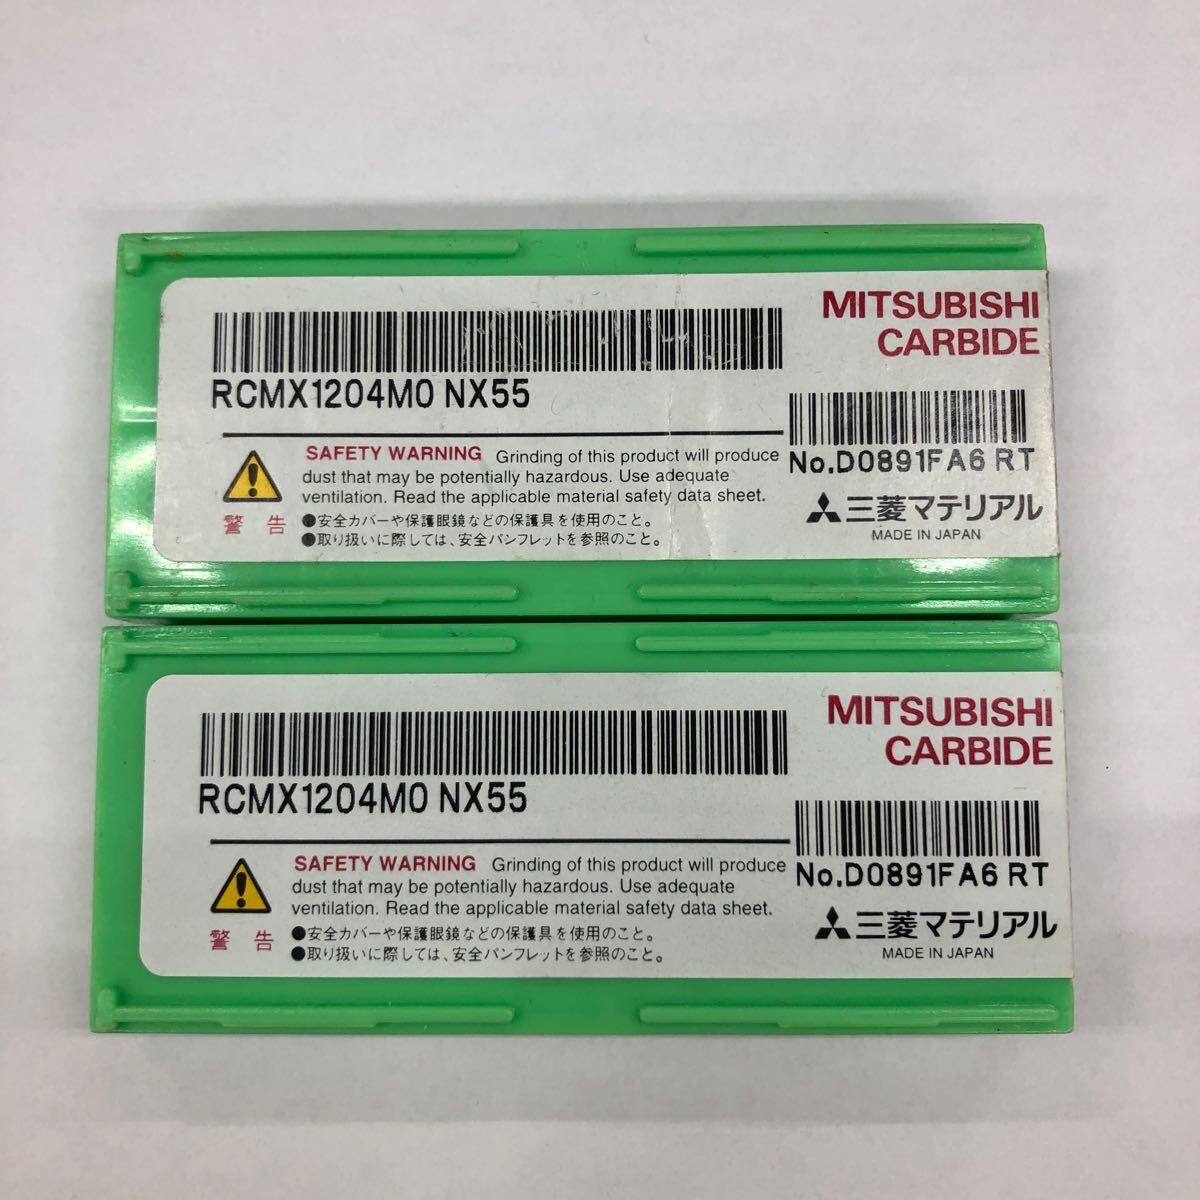 MITSUBISHI
CARBIDE
RCMX1204M0 NX55
No.D0891FA6 RT
SAFETY WARNING Grinding of this product will produce
dust that may be potentially hazardous. Use adequate
ventilation. Read the applicable material safety data sheet.
警告
●安全カバーや保護眼鏡などの保護具を使用のこと。
●取り扱いに際しては、安全パンフレットを参照のこと。
三菱マテリアル
MADE IN JAPAN
MITSUBISHI
CARBIDE
RCMX1204M0 NX55
No.D0891FA6 RT
SAFETY WARNING Grinding of this product will produce
dust that may be potentially hazardous. Use adequate
ventilation. Read the applicable material safety data sheet.
警告
●安全カバーや保護眼鏡などの保護具を使用のこと。
●取り扱いに際しては、安全パンフレットを参照のこと。
三菱マテリアル
MADE IN JAPAN